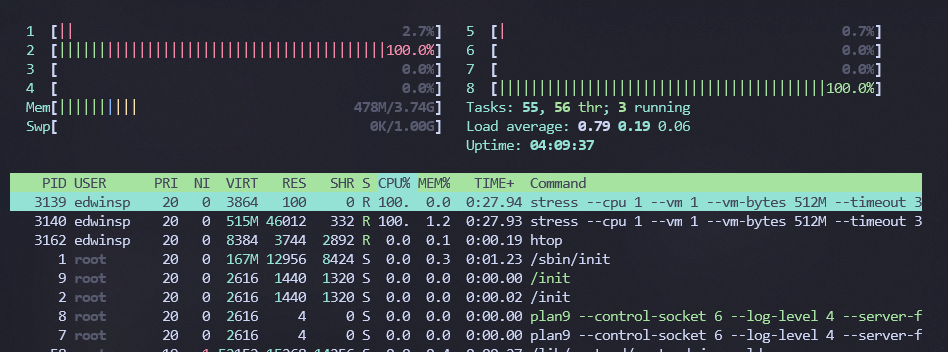 1 [|| 2.7%] 5 [| 0.7%]
2 [||||||||||||||||||||||||||||||||||||||||||||100.0%] 6 [ 0.0%]
3 [ 0.0%] 7 [ 0.0%]
4 [ 0.0%] 8 [||||||||||||||||||||||||||||||||||||||||||||100.0%]
Mem[||||||||||| 478M/3.74G] Tasks: 55, 56 thr; 3 running
Swp[ 0K/1.00G] Load average: 0.79 0.19 0.06
Uptime: 04:09:37
PID USER PRI NI VIRT RES SHR S CPU% MEM% TIME+ Command
3139 edwinsp 20 0 3864 100 0 R 100. 0.0 0:27.94 stress --cpu 1 --vm 1 --vm-bytes 512M --timeout 3
3140 edwinsp 20 0 515M 46012 332 R 100. 1.2 0:27.93 stress --cpu 1 --vm 1 --vm-bytes 512M --timeout 3
3162 edwinsp 20 0 8384 3744 2892 R 0.0 0.1 0:00.19 htop
1 root 20 0 167M 12956 8424 S 0.0 0.3 0:01.23 /sbin/init
9 root 20 0 2616 1440 1320 S 0.0 0.0 0:00.00 /init
2 root 20 0 2616 1440 1320 S 0.0 0.0 0:00.02 /init
8 root 20 0 2616 4 0 S 0.0 0.0 0:00.00 plan9 --control-socket 6 --log-level 4 --server-f
7 root 20 0 2616 4 0 S 0.0 0.0 0:00.00 plan9 --control-socket 6 --log-level 4 --server-f